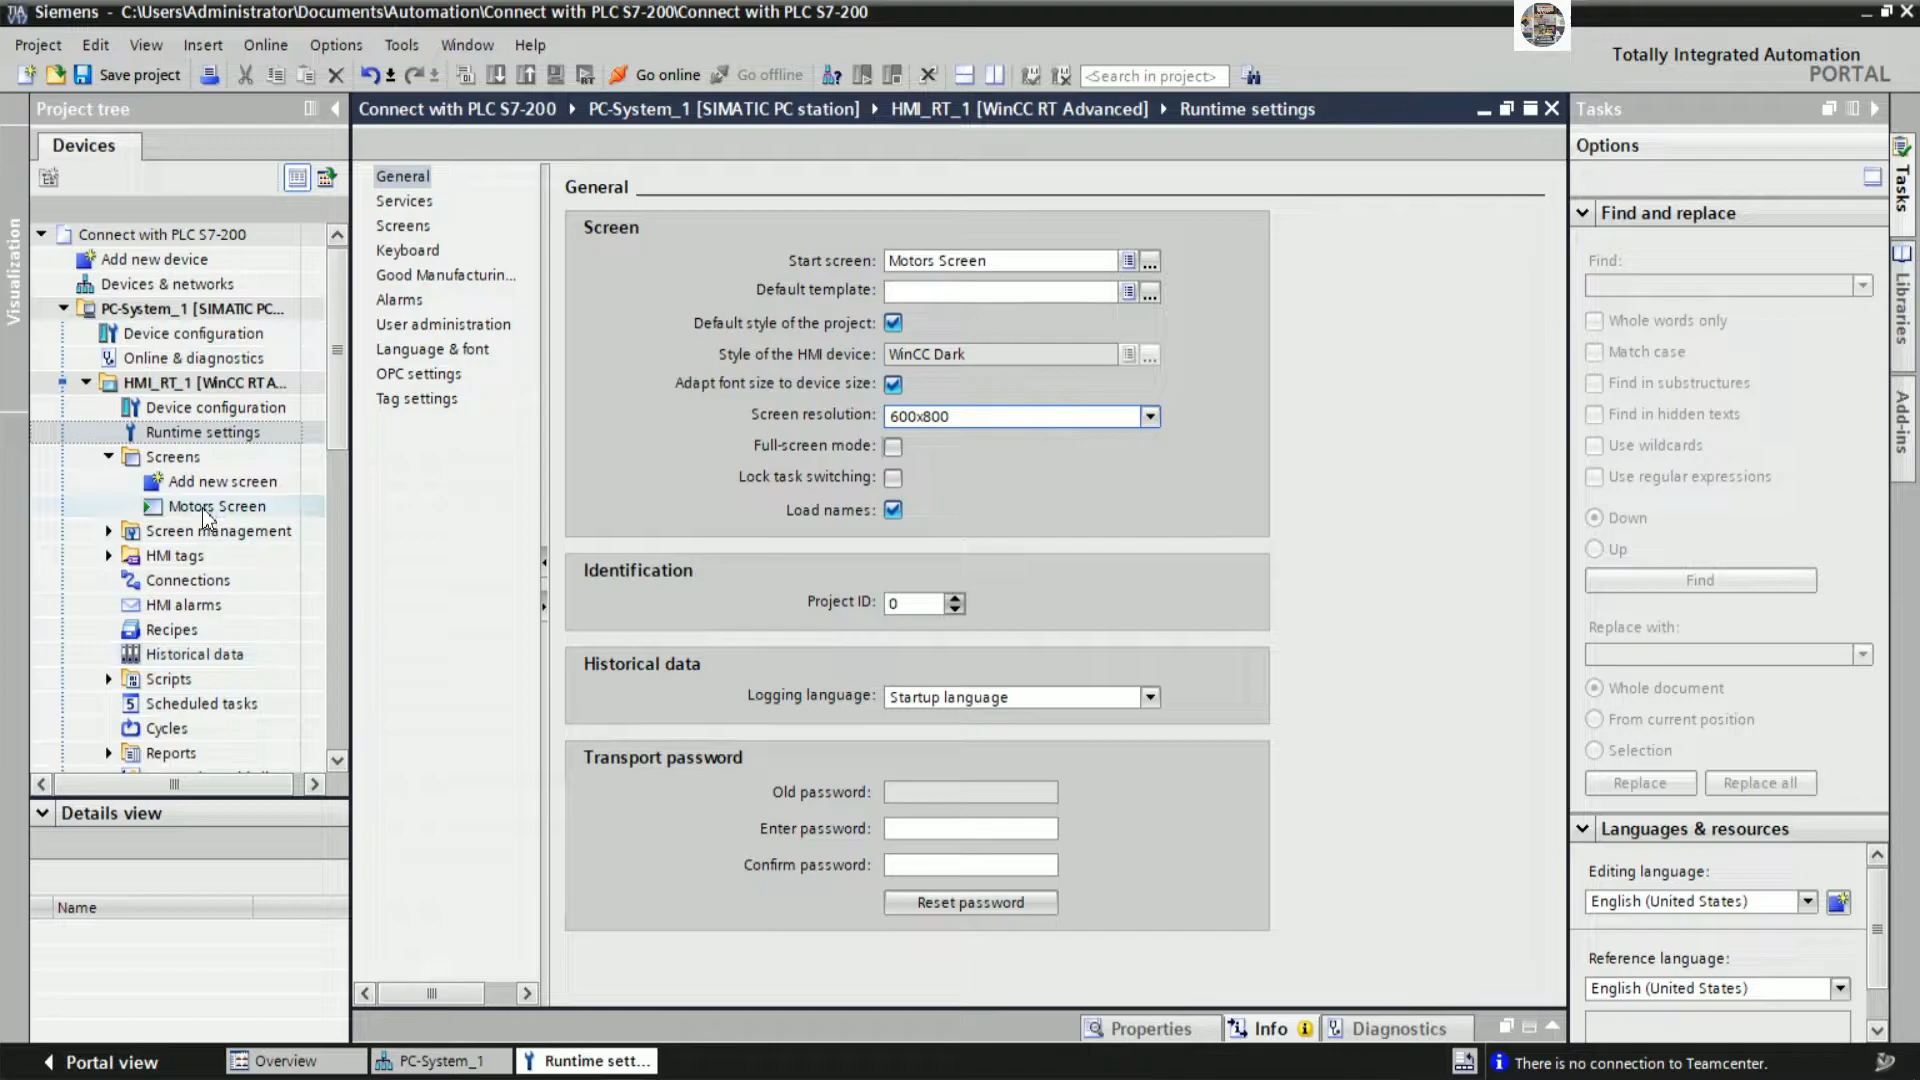 Siemens - C:\Users\Administrator\Documents\Automation\Connect with PLC S7-200\Connect with PLC S7-200
Project Edit View Insert Online Options Tools Window Help
Totally Integrated Automation
PORTAL
Save project
Go online
Go offline
<Search in project>
Project tree
Connect with PLC S7-200 PC-System_1 [SIMATIC PC station] HMI_RT_1 [WinCC RT Advanced] Runtime settings
Tasks
Devices
Options
Visualization
Connect with PLC S7-200
Add new device
Devices & networks
PC-System_1 [SIMATIC PC...
Device configuration
Online & diagnostics
HMI_RT_1 [WinCC RT A...
Device configuration
Runtime settings
Screens
Add new screen
Motors Screen
Screen management
HMI tags
Connections
HMI alarms
Recipes
Historical data
Scripts
Scheduled tasks
Cycles
Reports
Details view
Name
General
Services
Screens
Keyboard
Good Manufacturin...
Alarms
User administration
Language & font
OPC settings
Tag settings
General
Screen
Start screen: Motors Screen
Default template:
Default style of the project:
Style of the HMI device: WinCC Dark
Adapt font size to device size:
Screen resolution: 600x800
Full-screen mode:
Lock task switching:
Load names:
Identification
Project ID: 0
Historical data
Logging language: Startup language
Transport password
Old password:
Enter password:
Confirm password:
Reset password
Properties Info Diagnostics
Find and replace
Find:
Whole words only
Match case
Find in substructures
Find in hidden texts
Use wildcards
Use regular expressions
Down
Up
Find
Replace with:
Whole document
From current position
Selection
Replace Replace all
Languages & resources
Editing language:
English (United States)
Reference language:
English (United States)
Tasks
Libraries
Add-ins
Portal view
Overview
PC-System_1
Runtime sett...
There is no connection to Teamcenter.